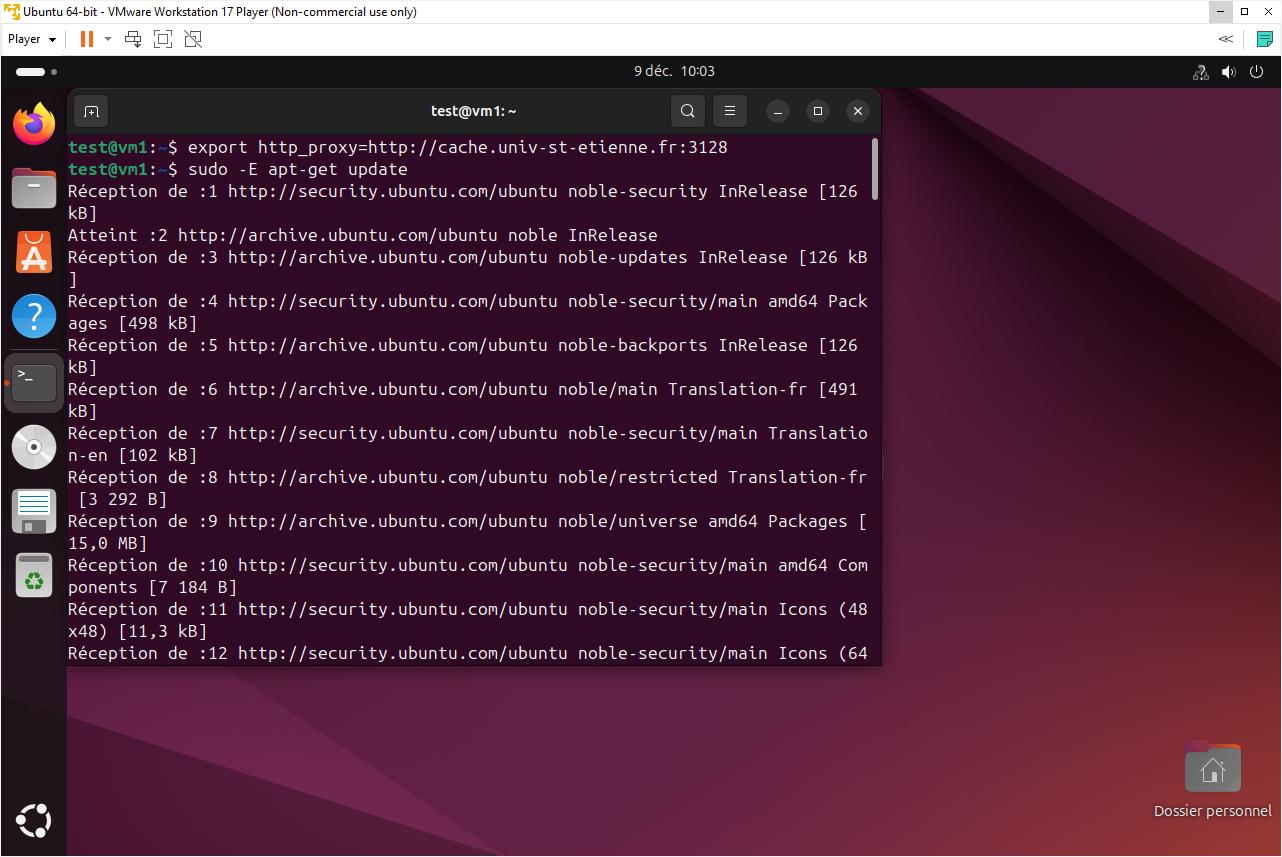 Ubuntu 64-bit - VMware Workstation 17 Player (Non-commercial use only)
Player
9 déc. 10:03
test@vm1: ~
test@vm1:~$ export http_proxy=http://cache.univ-st-etienne.fr:3128
test@vm1:~$ sudo -E apt-get update
Réception de :1 http://security.ubuntu.com/ubuntu noble-security InRelease [126
kB]
Atteint :2 http://archive.ubuntu.com/ubuntu noble InRelease
Réception de :3 http://archive.ubuntu.com/ubuntu noble-updates InRelease [126 kB
]
Réception de :4 http://security.ubuntu.com/ubuntu noble-security/main amd64 Pack
ages [498 kB]
Réception de :5 http://archive.ubuntu.com/ubuntu noble-backports InRelease [126
kB]
Réception de :6 http://archive.ubuntu.com/ubuntu noble/main Translation-fr [491
kB]
Réception de :7 http://security.ubuntu.com/ubuntu noble-security/main Translatio
n-en [102 kB]
Réception de :8 http://archive.ubuntu.com/ubuntu noble/restricted Translation-fr
[3 292 B]
Réception de :9 http://archive.ubuntu.com/ubuntu noble/universe amd64 Packages [
15,0 MB]
Réception de :10 http://security.ubuntu.com/ubuntu noble-security/main amd64 Com
ponents [7 184 B]
Réception de :11 http://security.ubuntu.com/ubuntu noble-security/main Icons (48
x48) [11,3 kB]
Réception de :12 http://security.ubuntu.com/ubuntu noble-security/main Icons (64
Dossier personnel